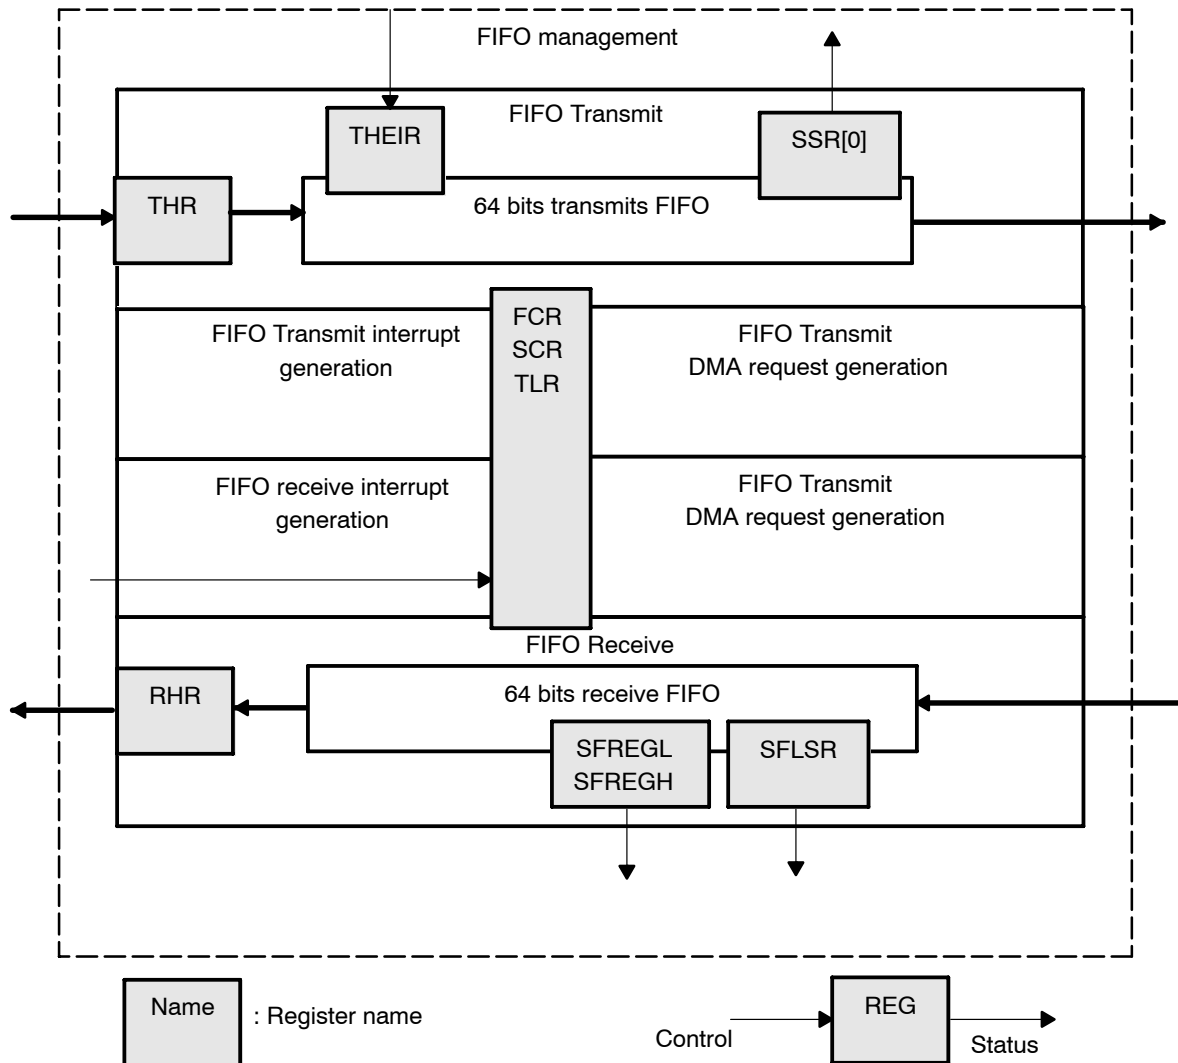 FIFO management
FIFO Transmit
THEIR
SSR[0]
THR
64 bits transmits FIFO
FCR
SCR
TLR
FIFO Transmit interrupt
generation
FIFO Transmit
DMA request generation
FIFO receive interrupt
generation
FIFO Transmit
DMA request generation
FIFO Receive
RHR
64 bits receive FIFO
SFREGL
SFREGH
SFLSR
Name
: Register name
Control
REG
Status